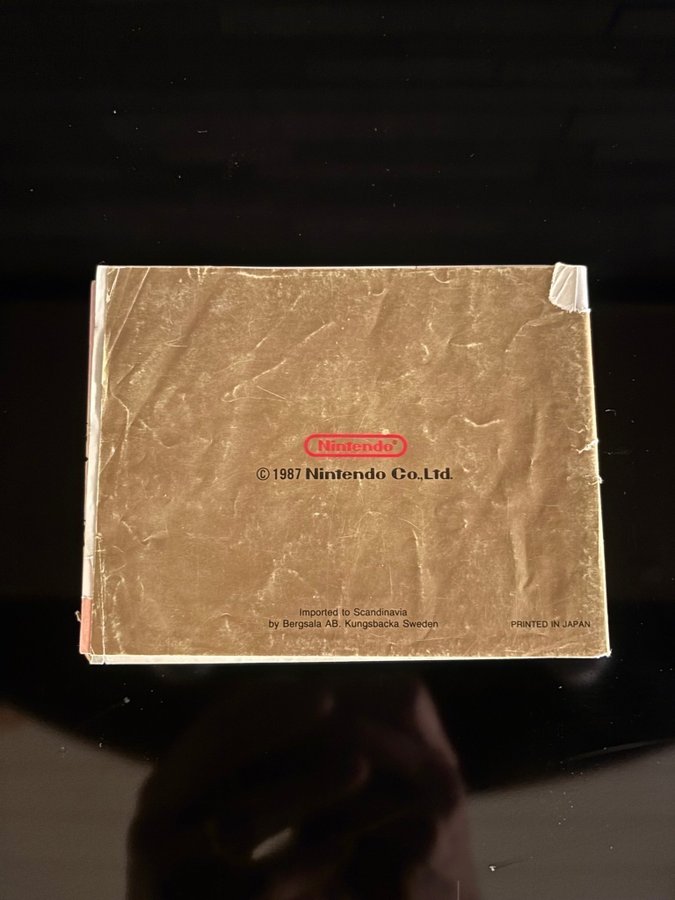 Nintendo®
© 1987 Nintendo Co.,Ltd.
Imported to Scandinavia
by Bergsala AB. Kungsbacka Sweden
PRINTED IN JAPAN